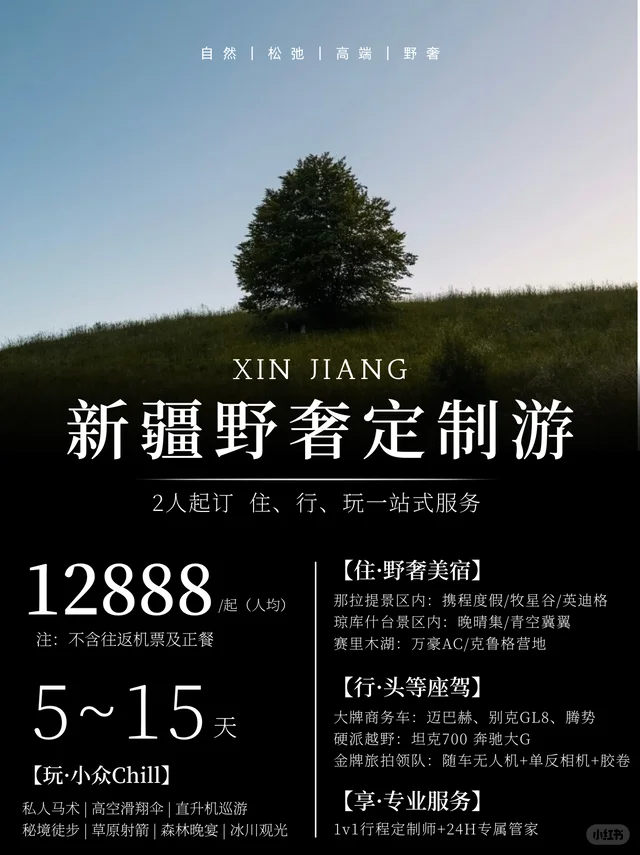 自然 | 松弛 | 高端 | 野奢
XIN JIANG
新疆野奢定制游
2人起订 住、行、玩一站式服务
12888/起（人均）
注：不含往返机票及正餐
5~15天
【玩·小众Chill】
私人马术 | 高空滑翔伞 | 直升机巡游
秘境徒步 | 草原射箭 | 森林晚宴 | 冰川观光
【住·野奢美宿】
那拉提景区内：携程度假/牧星谷/英迪格
琼库什台景区内：晚晴集/青空冀翼
赛里木湖：万豪AC/克鲁格营地
【行·头等座驾】
大牌商务车：迈巴赫、别克GL8、腾势
硬派越野：坦克700 奔驰大G
金牌旅拍领队：随车无人机+单反相机+胶卷
【享·专业服务】
1v1行程定制师+24H专属管家
小红书